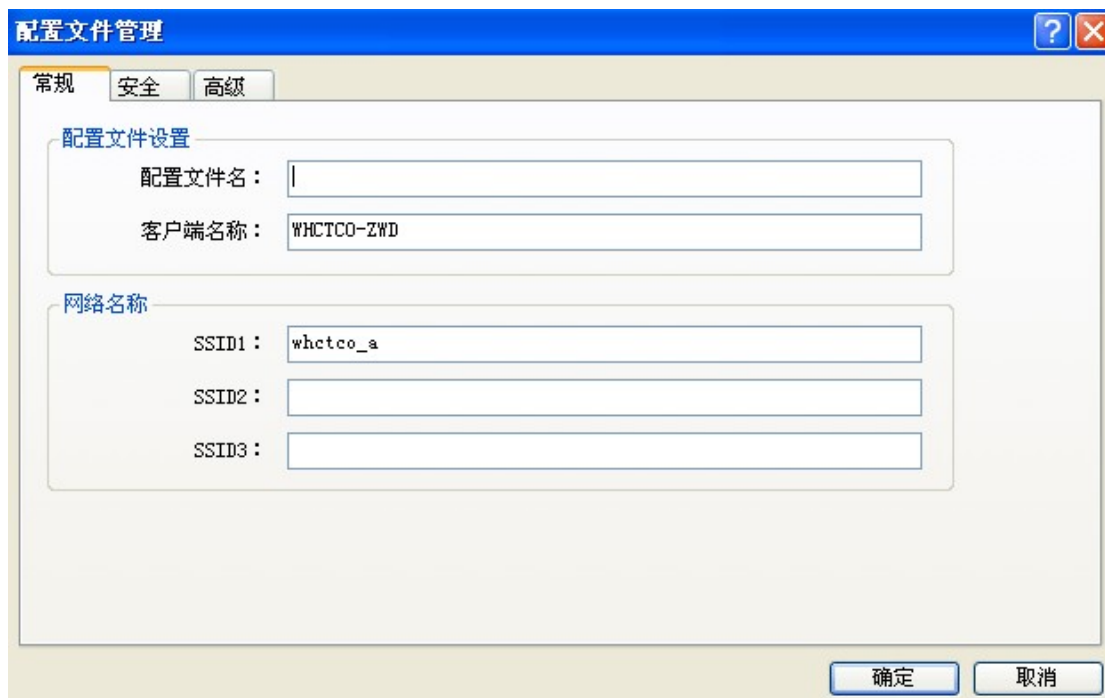 配置文件管理
常规 安全 高级
配置文件设置
配置文件名：
客户端名称： WHCTCO-ZWD
网络名称
SSID1： whctco_a
SSID2：
SSID3：
确定 取消